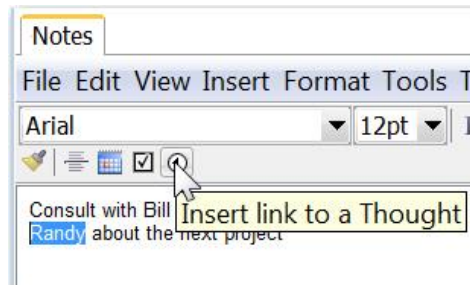 Notes
File Edit View Insert Format Tools
Arial 12pt
Insert link to a Thought
Consult with Bill
Randy about the next project